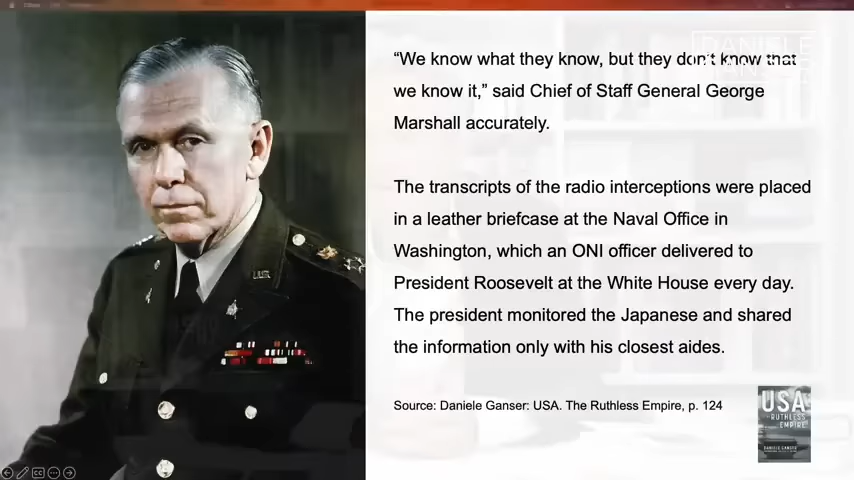 DANIELE
“We know what they know, but they don’t know that
we know it,” said Chief of Staff General George
Marshall accurately.
The transcripts of the radio interceptions were placed
in a leather briefcase at the Naval Office in
Washington, which an ONI officer delivered to
President Roosevelt at the White House every day.
The president monitored the Japanese and shared
the information only with his closest aides.
Source: Daniele Ganser: USA. The Ruthless Empire, p. 124
USA
RUTHLESS
EMPIRE
DANIELE GANSER
CC